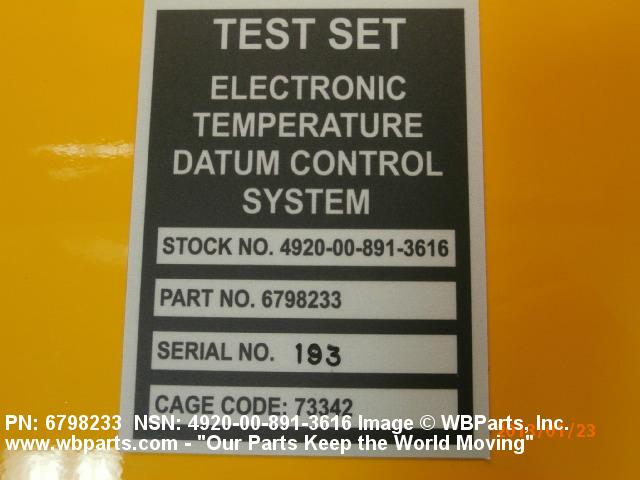 TEST SET
ELECTRONIC
TEMPERATURE
DATUM CONTROL
SYSTEM
STOCK NO. 4920-00-891-3616
PART NO. 6798233
SERIAL NO. 193
CAGE CODE: 73342
PN: 6798233 NSN: 4920-00-891-3616 Image © WBParts, Inc.
www.wbparts.com - "Our Parts Keep the World Moving"